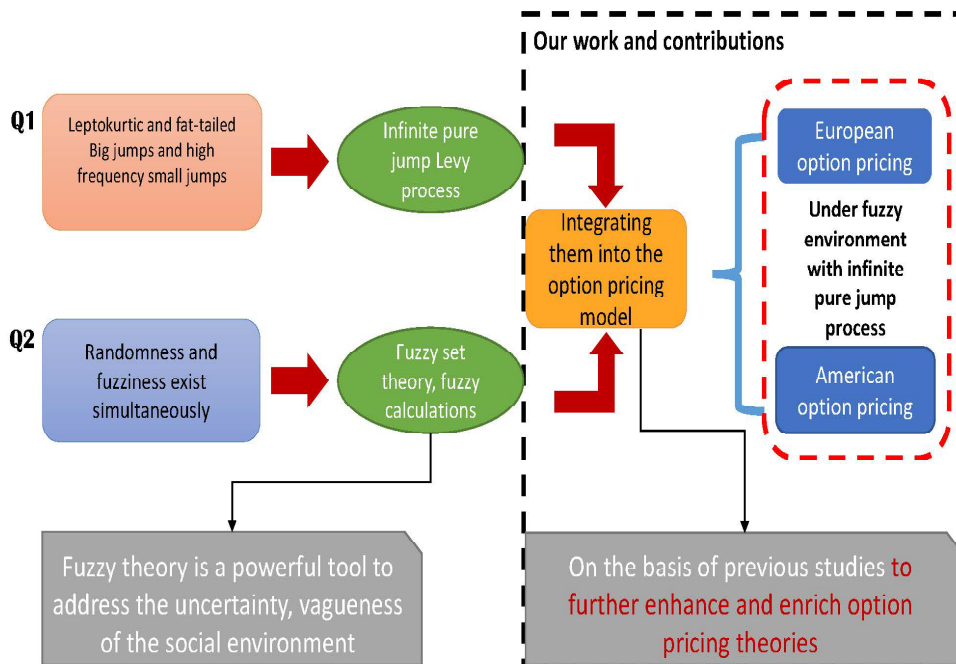 Our work and contributions
Q1
Leptokurtic and fat-tailed
Big jumps and high
frequency small jumps
Infinite pure
jump Levy
process
Integrating
them into the
option pricing
model
European
option pricing
Under fuzzy
environment
with infinite
pure jump
process
American
option pricing
Q2
Randomness and
fuzziness exist
simultaneously
Fuzzy set
theory, fuzzy
calculations
Fuzzy theory is a powerful tool to
address the uncertainty, vagueness
of the social environment
On the basis of previous studies to
further enhance and enrich option
pricing theories